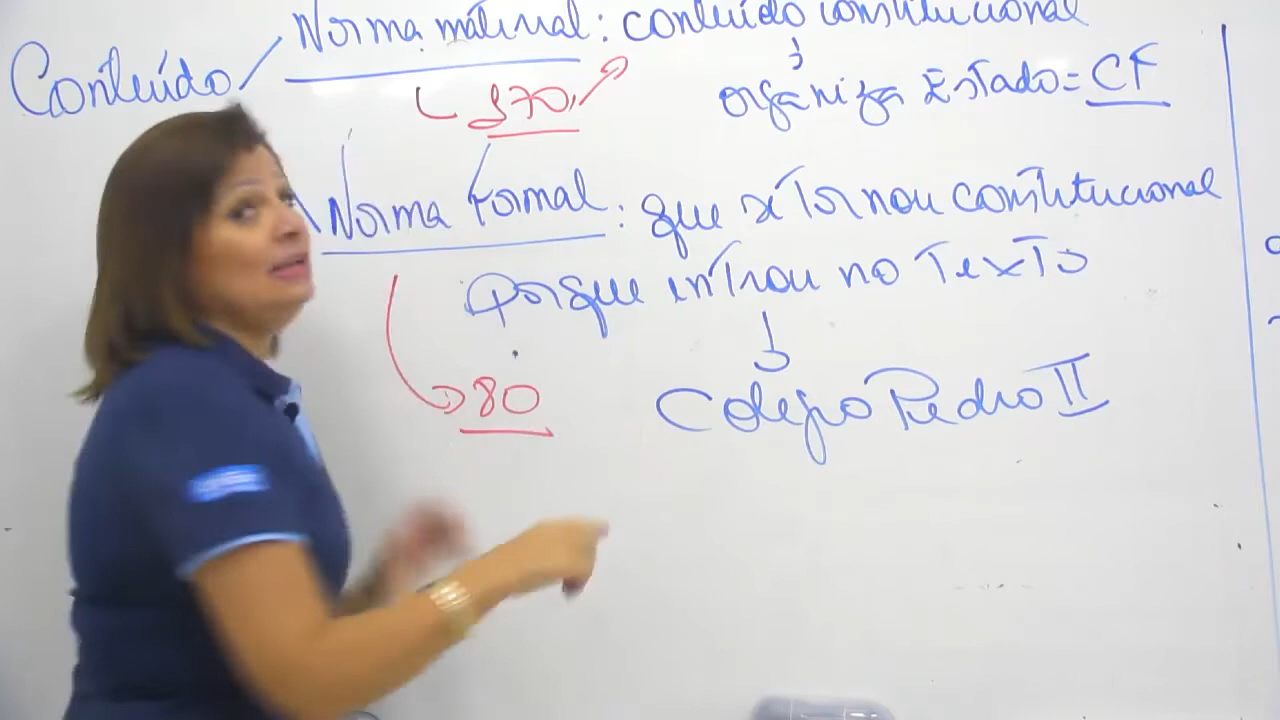 Norma material: conteúdo constitucional
Conteúdo
organiza Estado = CF
Norma formal: que se tornou constitucional
porque entrou no Texto
80
Colégio Pedro II